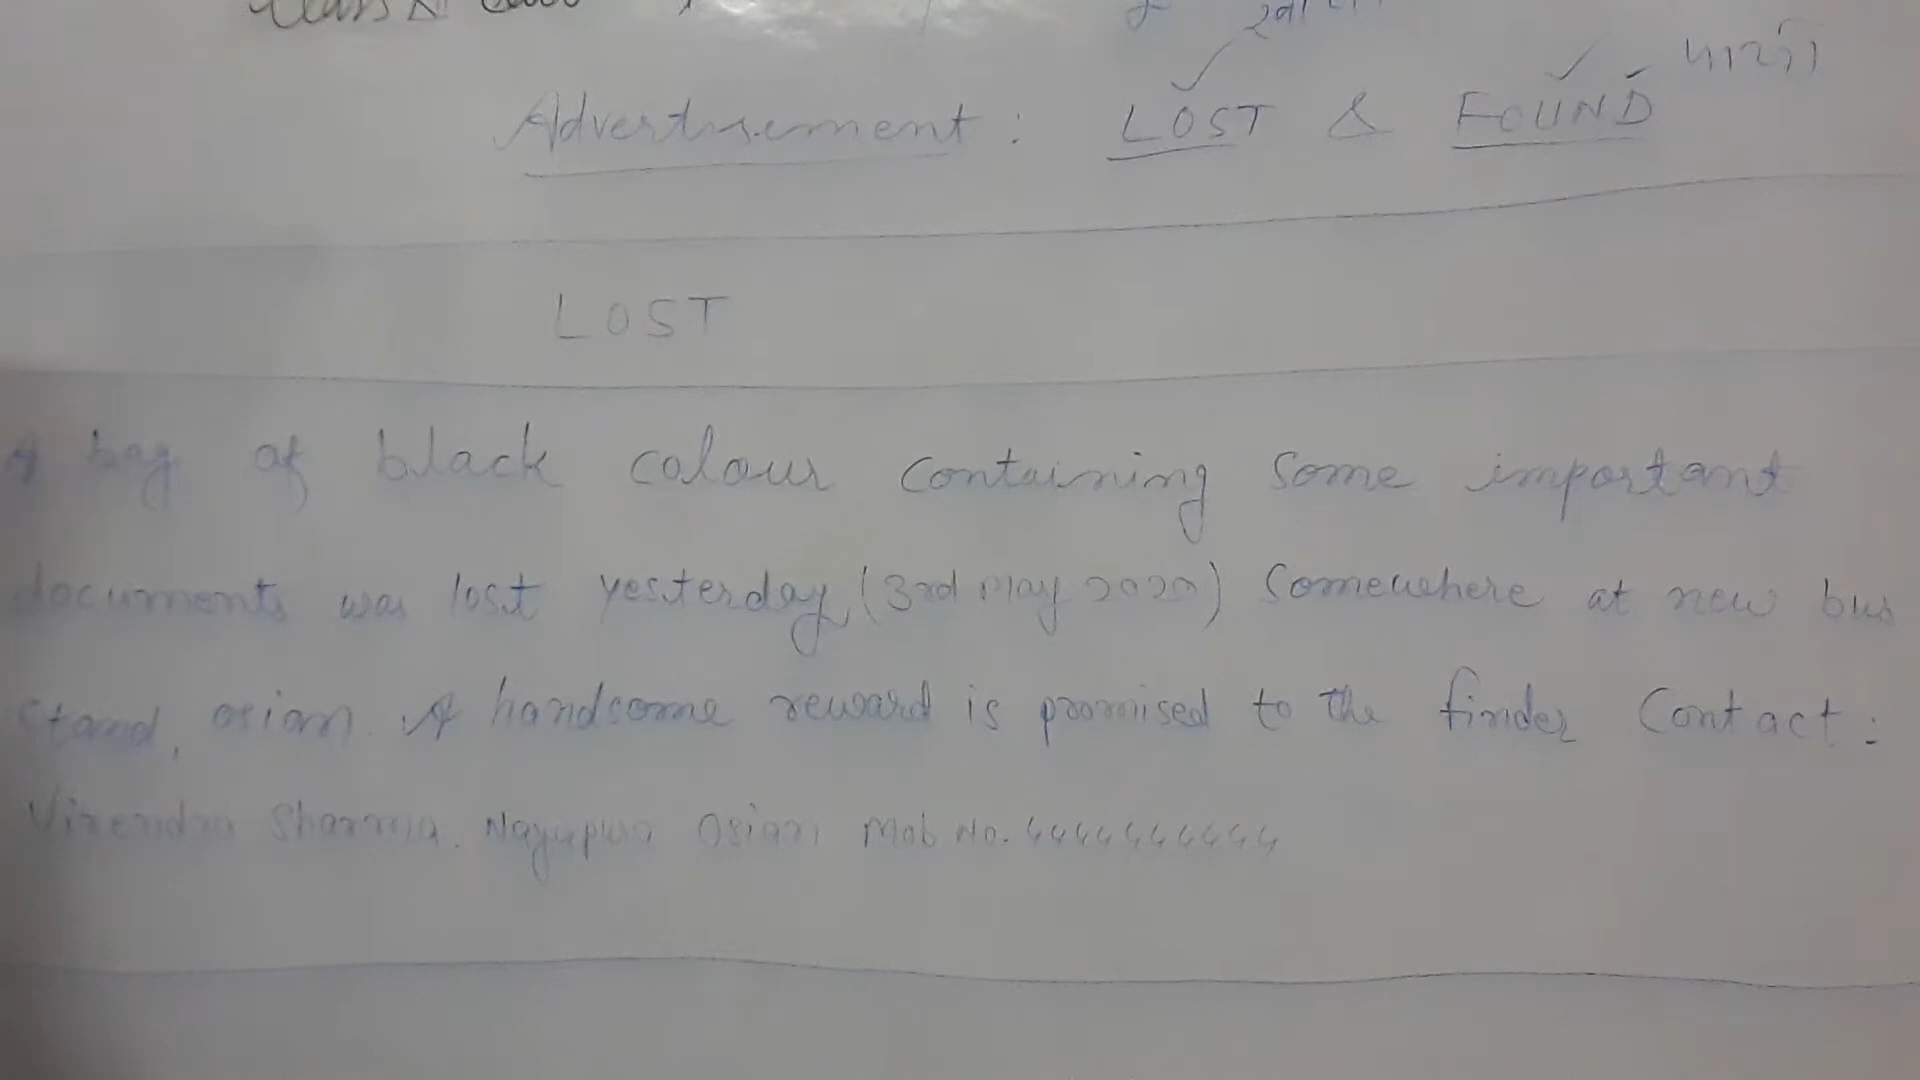 Class X
Advertisement : LOST & FOUND
LOST
A bag of black colour containing some important
documents was lost yesterday, (3rd May 2020) Somewhere at new bus
stand, osian. A handsome reward is promised to the finder Contact :
Virendra Sharma. Nayapura Osian Mob No. 4444444444